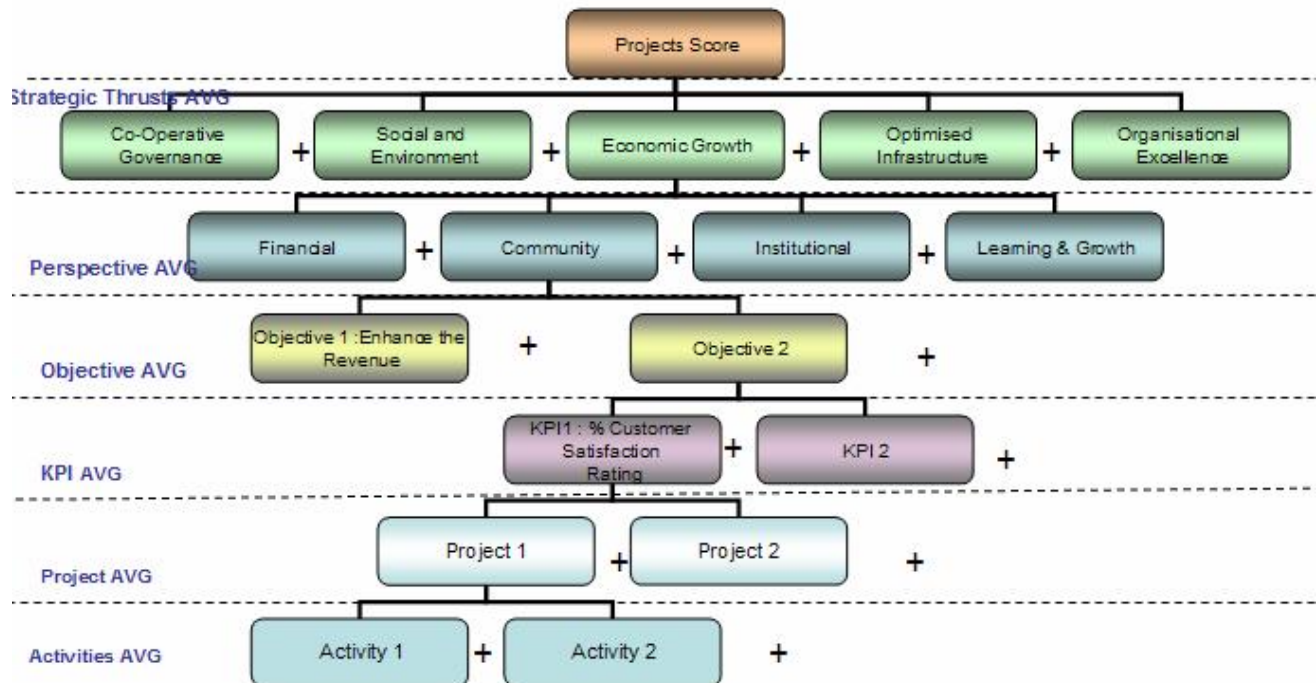 Projects Score
Strategic Thrusts AVG
Co-Operative
Governance
+
Social and
Environment
+
Economic Growth
+
Optimised
Infrastructure
+
Organisational
Excellence
Financial
+
Community
+
Institutional
+
Learning & Growth
Perspective AVG
Objective 1 :Enhance the
Revenue
+
Objective 2
+
Objective AVG
KPI1 : % Customer
Satisfaction
Rating
+
KPI 2
+
KPI AVG
Project 1
+
Project 2
+
Project AVG
Activity 1
+
Activity 2
+
Activities AVG